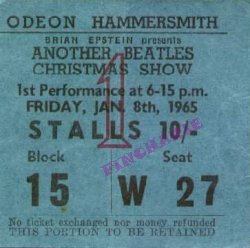 ODEON HAMMERSMITH
BRIAN EPSTEIN presents
ANOTHER BEATLES
CHRISTMAS SHOW
1
1st Performance at 6-15 p.m.
FRIDAY, JAN. 8th, 1965
STALLS 10/-
Block Seat
15 W 27
No ticket exchanged nor money refunded
THIS PORTION TO BE RETAINED